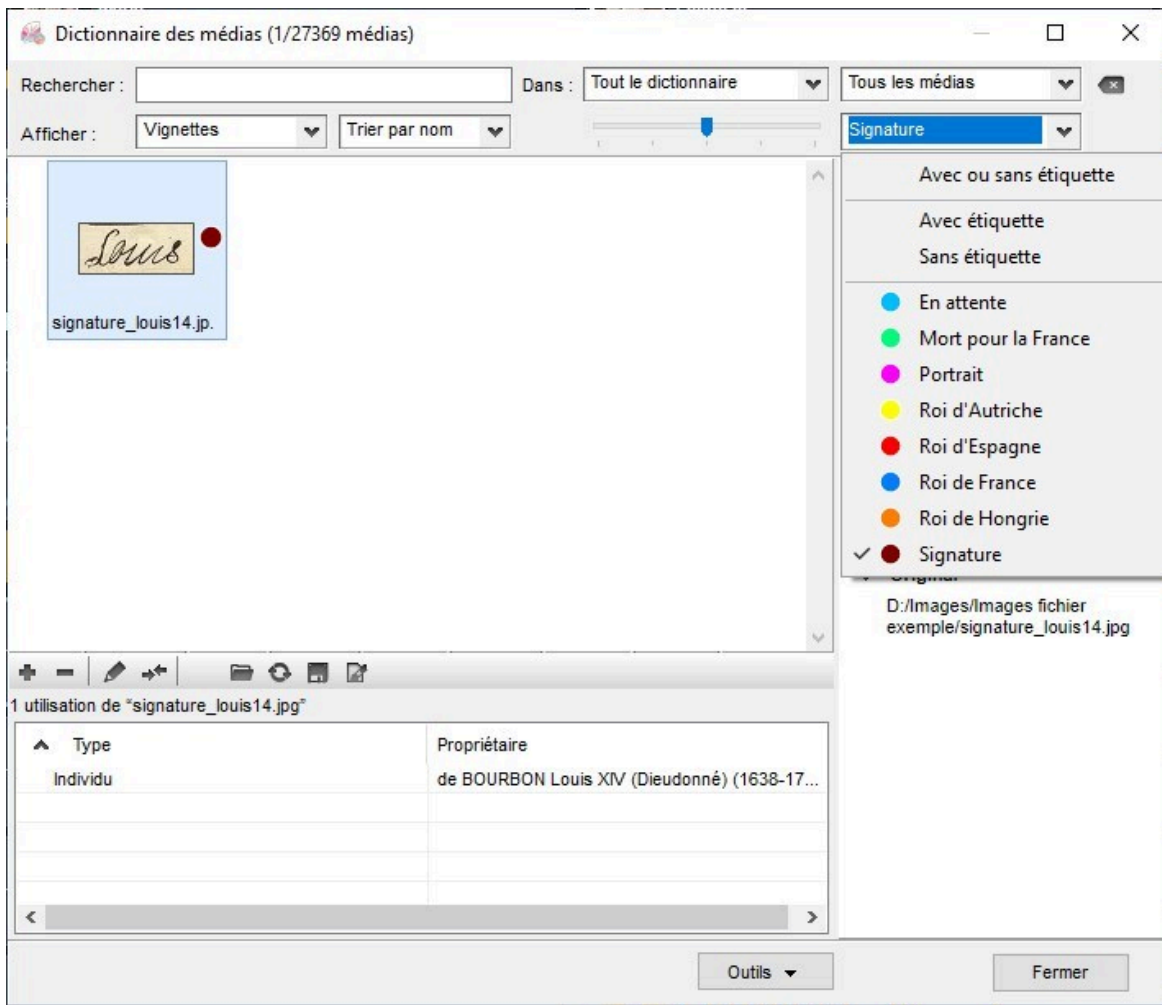 Dictionnaire des médias (1/27369 médias)
Rechercher :
Dans :
Tout le dictionnaire
Tous les médias
Afficher :
Vignettes
Trier par nom
Signature
Louis
signature_louis14.jp.
Avec ou sans étiquette
Avec étiquette
Sans étiquette
En attente
Mort pour la France
Portrait
Roi d'Autriche
Roi d'Espagne
Roi de France
Roi de Hongrie
Signature
Original
D:/Images/Images fichier
exemple/signature_louis14.jpg
1 utilisation de “signature_louis14.jpg”
Type
Propriétaire
Individu
de BOURBON Louis XIV (Dieudonné) (1638-17...
Outils
Fermer